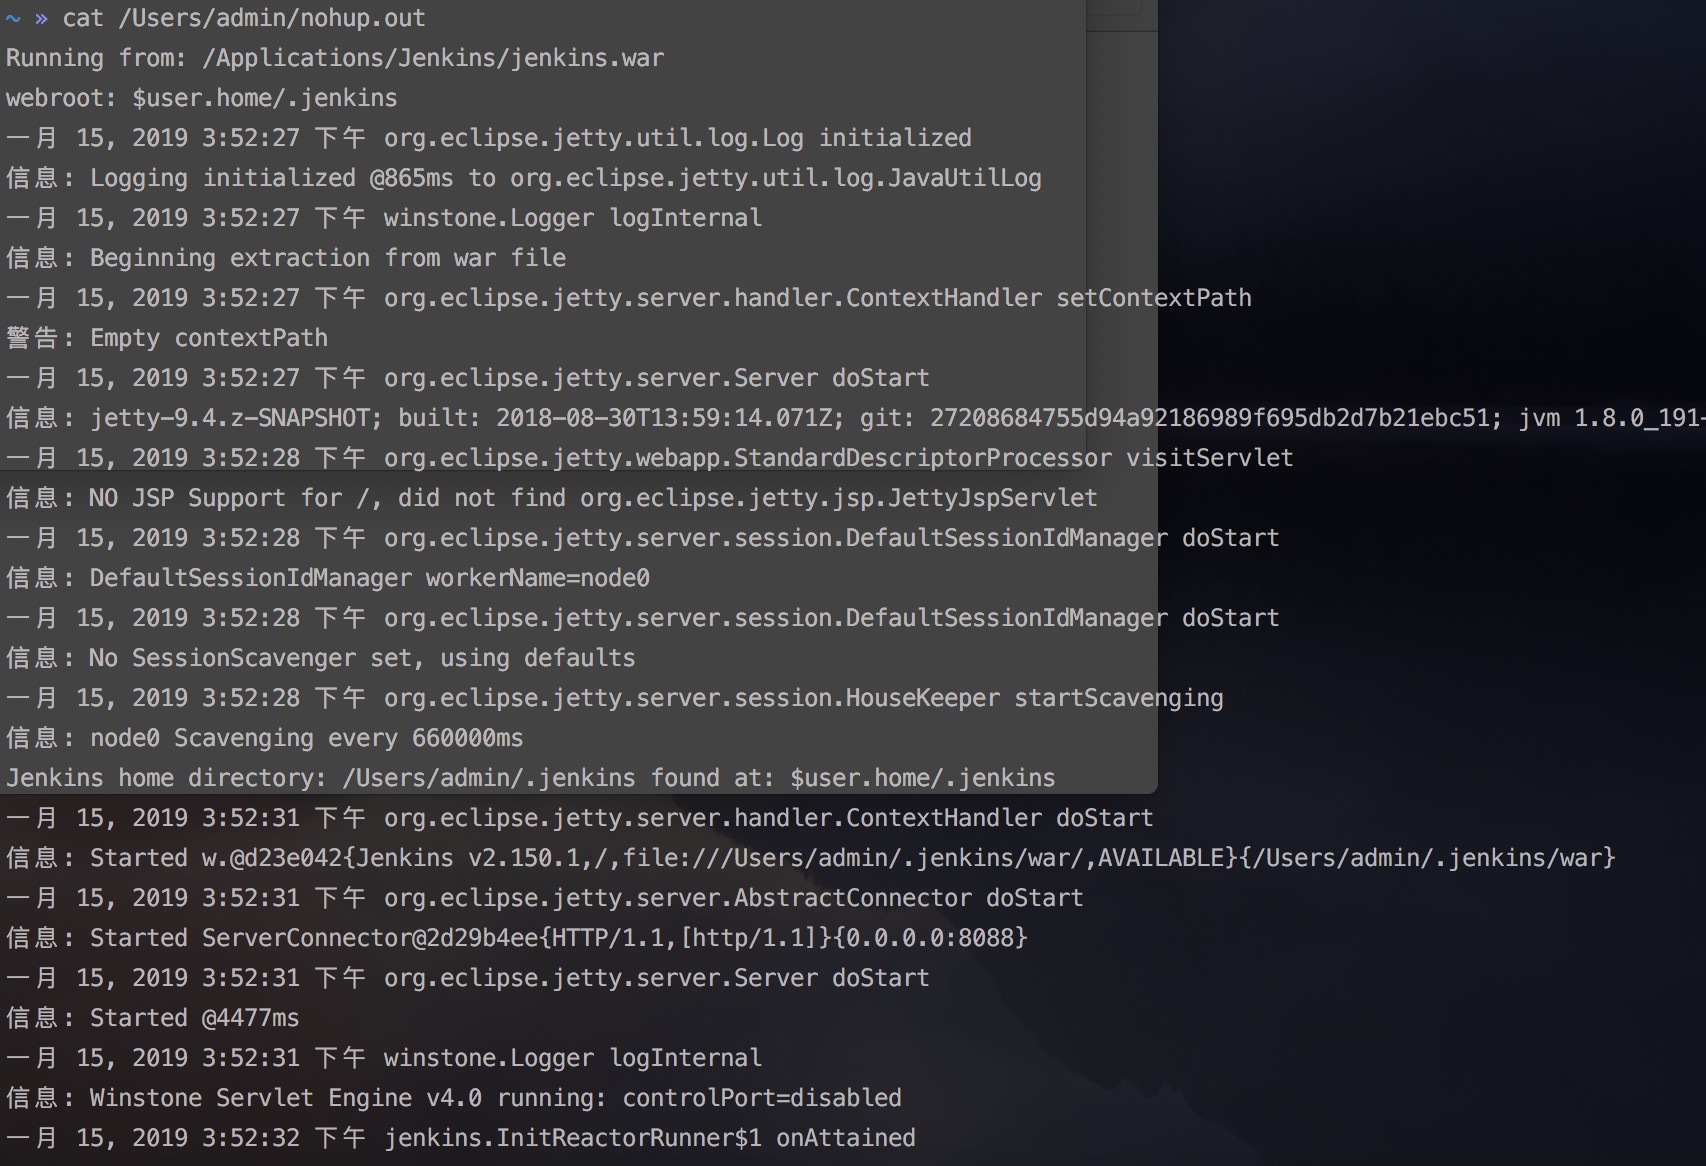 ~ » cat /Users/admin/nohup.out
Running from: /Applications/Jenkins/jenkins.war
webroot: $user.home/.jenkins
一月 15, 2019 3:52:27 下午 org.eclipse.jetty.util.log.Log initialized
信息: Logging initialized @865ms to org.eclipse.jetty.util.log.JavaUtilLog
一月 15, 2019 3:52:27 下午 winstone.Logger logInternal
信息: Beginning extraction from war file
一月 15, 2019 3:52:27 下午 org.eclipse.jetty.server.handler.ContextHandler setContextPath
警告: Empty contextPath
一月 15, 2019 3:52:27 下午 org.eclipse.jetty.server.Server doStart
信息: jetty-9.4.z-SNAPSHOT; built: 2018-08-30T13:59:14.071Z; git: 27208684755d94a92186989f695db2d7b21ebc51; jvm 1.8.0_191-
一月 15, 2019 3:52:28 下午 org.eclipse.jetty.webapp.StandardDescriptorProcessor visitServlet
信息: NO JSP Support for /, did not find org.eclipse.jetty.jsp.JettyJspServlet
一月 15, 2019 3:52:28 下午 org.eclipse.jetty.server.session.DefaultSessionIdManager doStart
信息: DefaultSessionIdManager workerName=node0
一月 15, 2019 3:52:28 下午 org.eclipse.jetty.server.session.DefaultSessionIdManager doStart
信息: No SessionScavenger set, using defaults
一月 15, 2019 3:52:28 下午 org.eclipse.jetty.server.session.HouseKeeper startScavenging
信息: node0 Scavenging every 660000ms
Jenkins home directory: /Users/admin/.jenkins found at: $user.home/.jenkins
一月 15, 2019 3:52:31 下午 org.eclipse.jetty.server.handler.ContextHandler doStart
信息: Started w.@d23e042{Jenkins v2.150.1,/,file:///Users/admin/.jenkins/war/,AVAILABLE}{/Users/admin/.jenkins/war}
一月 15, 2019 3:52:31 下午 org.eclipse.jetty.server.AbstractConnector doStart
信息: Started ServerConnector@2d29b4ee{HTTP/1.1,[http/1.1]}{0.0.0.0:8088}
一月 15, 2019 3:52:31 下午 org.eclipse.jetty.server.Server doStart
信息: Started @4477ms
一月 15, 2019 3:52:31 下午 winstone.Logger logInternal
信息: Winstone Servlet Engine v4.0 running: controlPort=disabled
一月 15, 2019 3:52:32 下午 jenkins.InitReactorRunner$1 onAttained